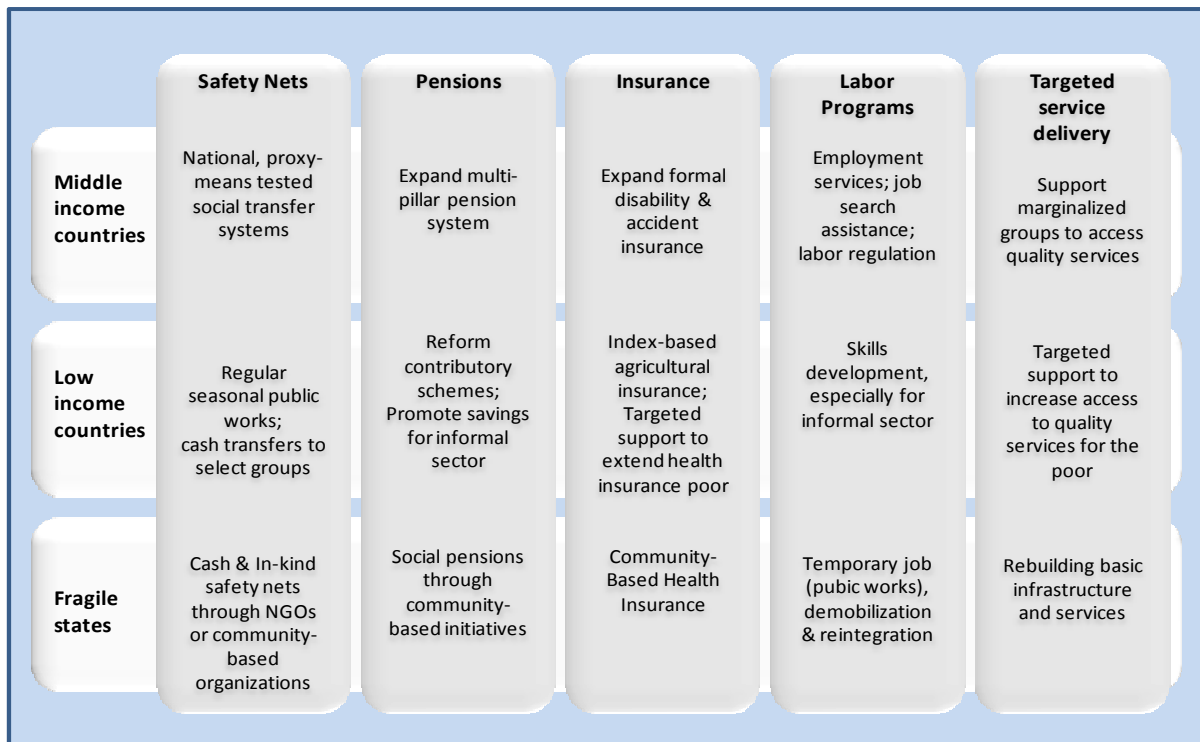 Safety Nets
Pensions
Insurance
Labor
Programs
Targeted
service
delivery
Middle
income
countries
National, proxy-
means tested
social transfer
systems
Expand multi-
pillar pension
system
Expand formal
disability &
accident
insurance
Employment
services; job
search
assistance;
labor regulation
Support
marginalized
groups to access
quality services
Low
income
countries
Regular
seasonal public
works;
cash transfers to
select groups
Reform
contributory
schemes;
Promote savings
for informal
sector
Index-based
agricultural
insurance;
Targeted
support to
extend health
insurance poor
Skills
development,
especially for
informal sector
Targeted
support to
increase access
to quality
services for the
poor
Fragile
states
Cash & In-kind
safety nets
through NGOs
or community-
based
organizations
Social pensions
through
community-
based initiatives
Community-
Based Health
Insurance
Temporary job
(pubic works),
demobilization
& reintegration
Rebuilding basic
infrastructure
and services